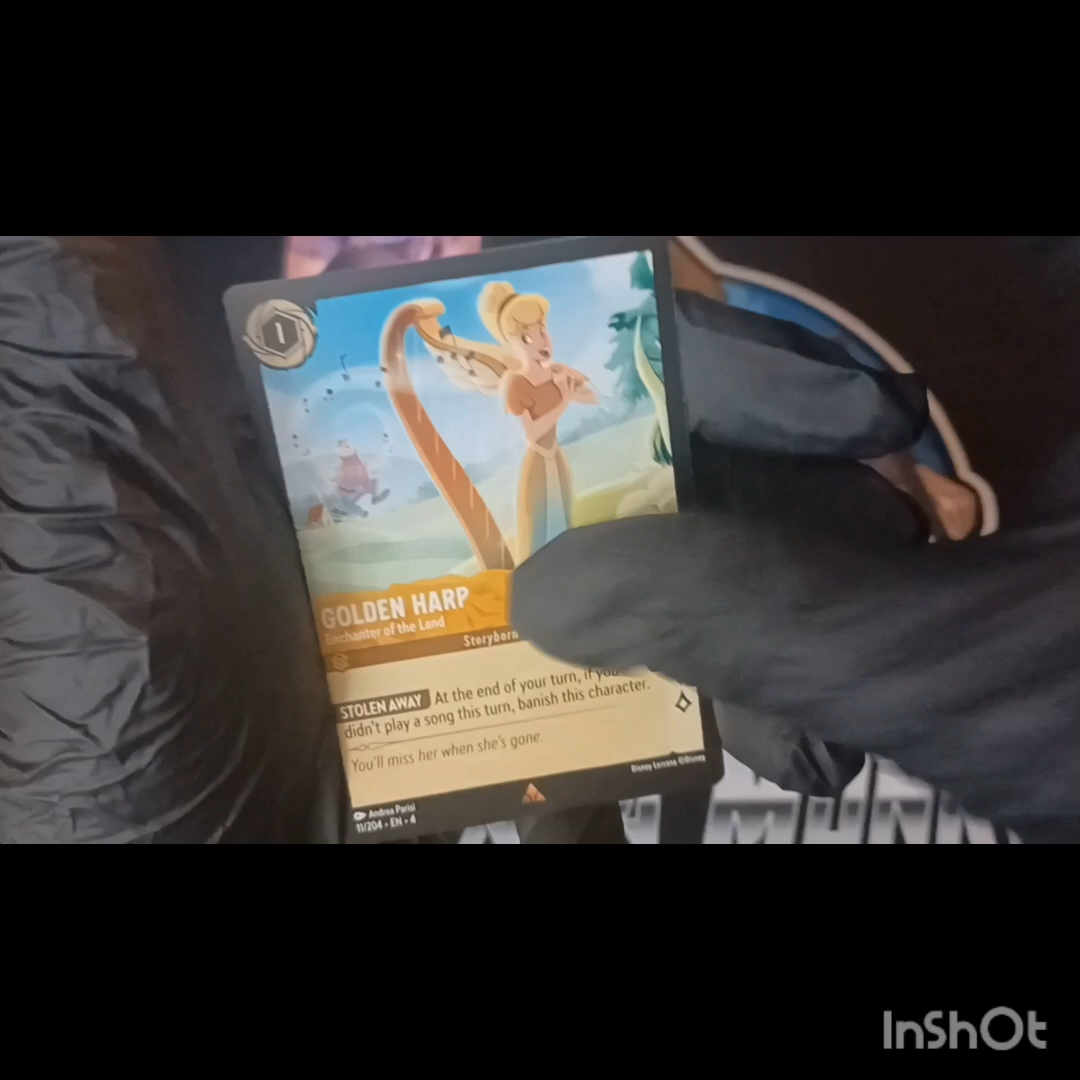 1
GOLDEN HARP
Enchanter of the Land
Storyborn
STOLEN AWAY At the end of your turn, if you
didn't play a song this turn, banish this character.
You'll miss her when she's gone.
Disney Lorcana ©Disney
Andrea Parisi
11/204 • EN • 4
InShOt